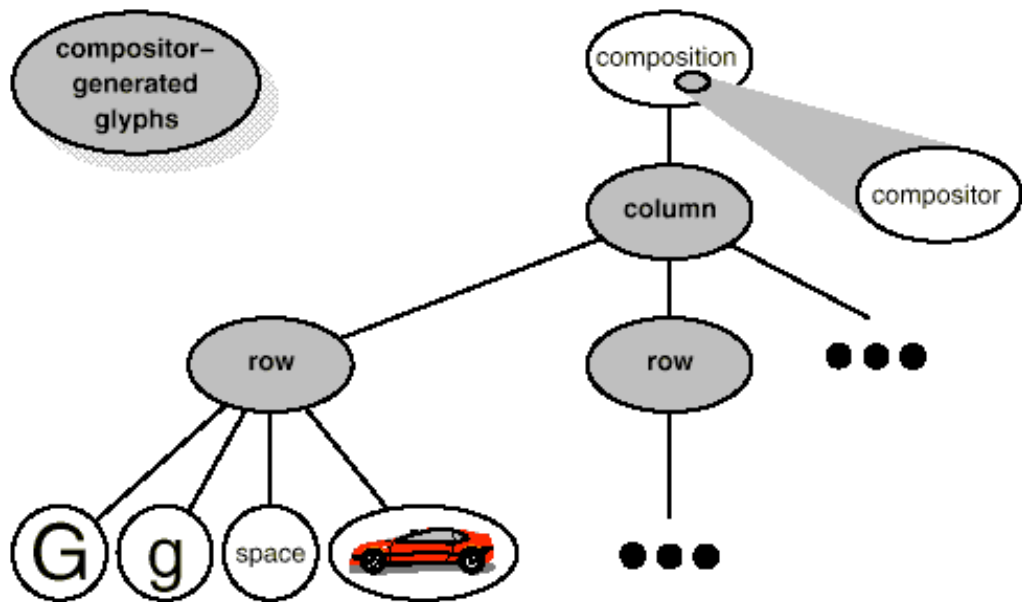 compositor–
generated
glyphs
composition
compositor
column
row
row
G
g
space